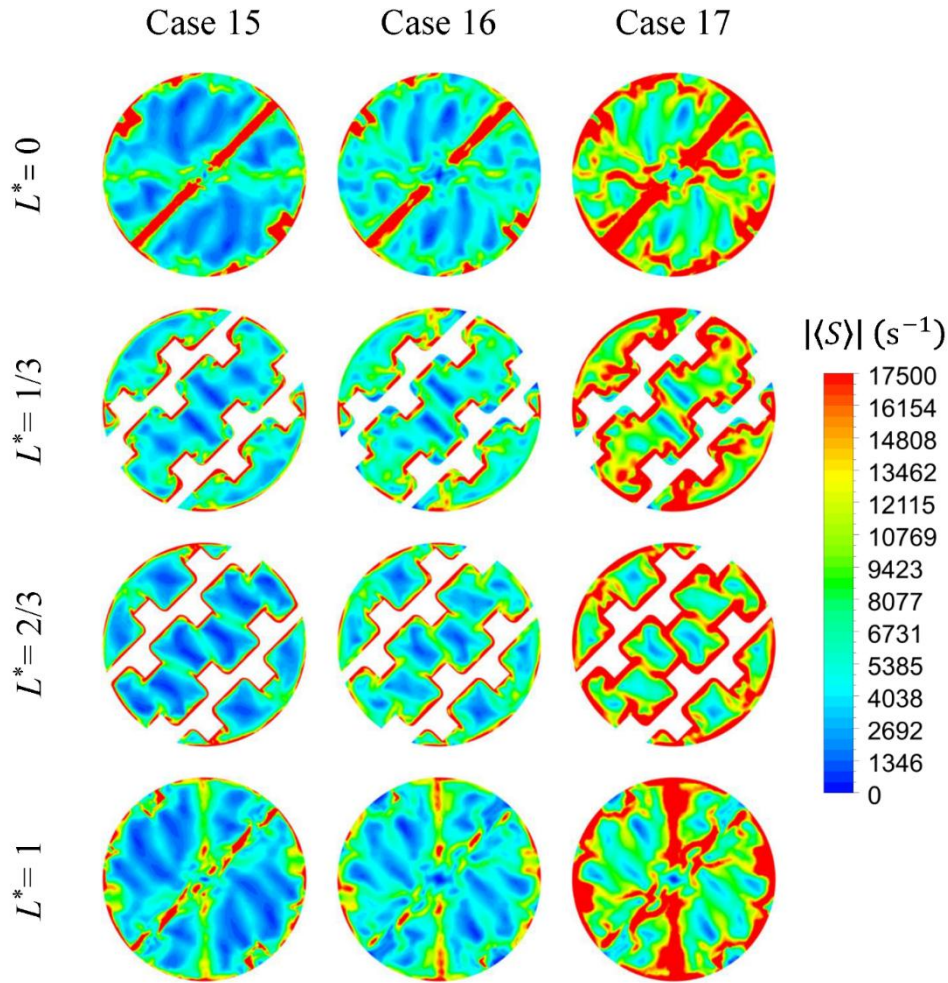 Case 15 Case 16 Case 17
L* = 0
L* = 1/3
L* = 2/3
L* = 1
|⟨S⟩| (s⁻¹)
17500
16154
14808
13462
12115
10769
9423
8077
6731
5385
4038
2692
1346
0